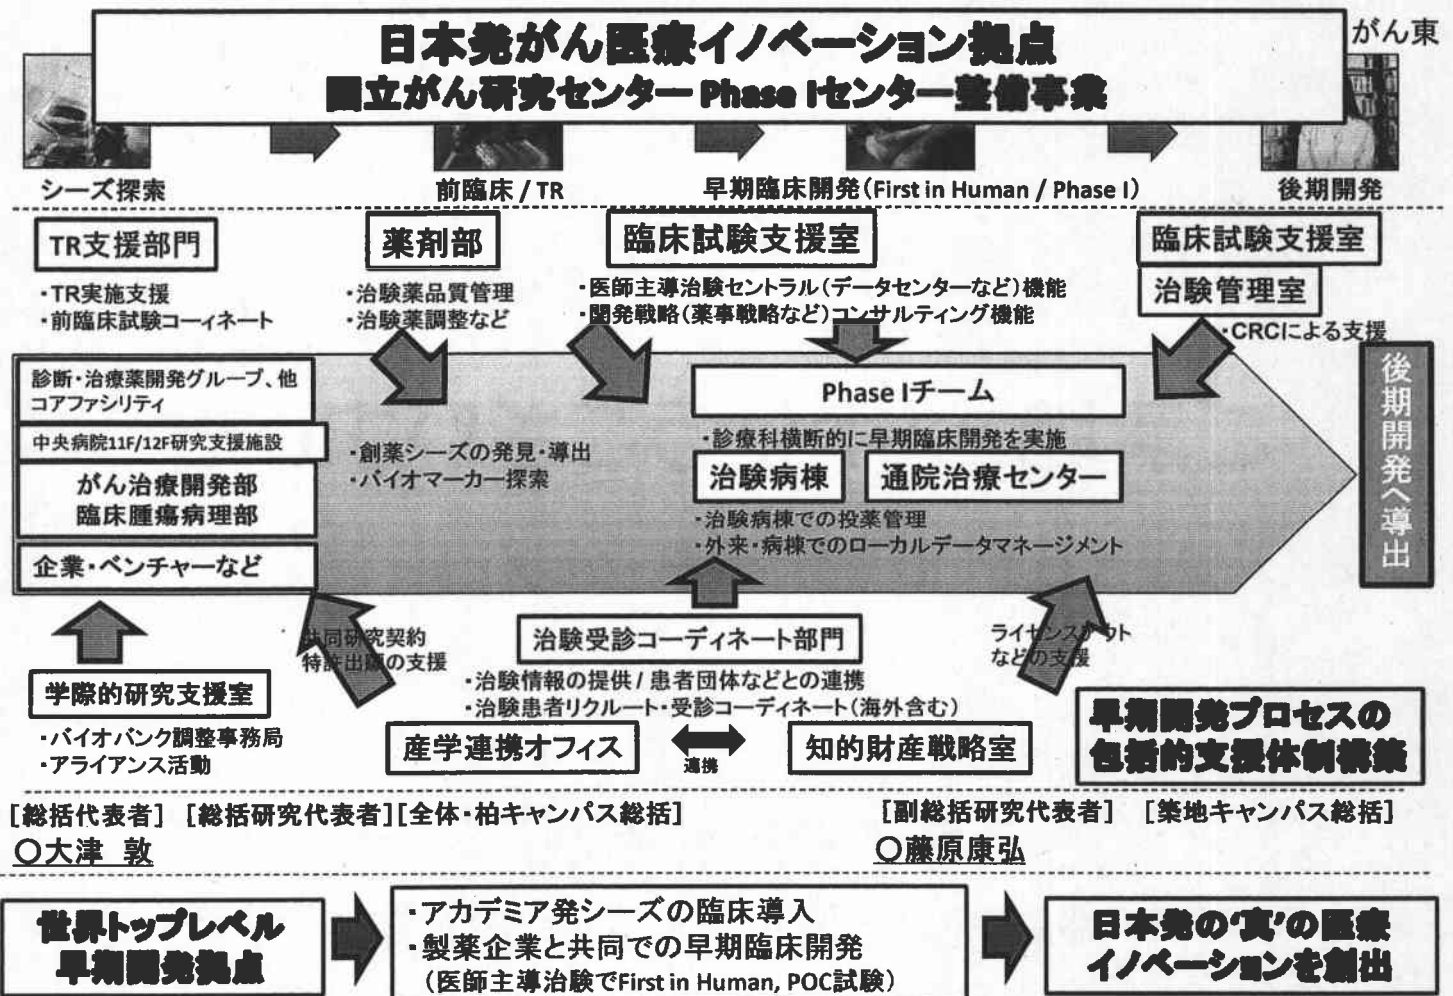 日本発がん医療イノベーション拠点
国立がん研究センター Phase Iセンター整備事業
がん東
シーズ探索
前臨床 / TR
早期臨床開発(First in Human / Phase I)
後期開発
TR支援部門
・TR実施支援
・前臨床試験コーィネート
薬剤部
・治験薬品質管理
・治験薬調整など
臨床試験支援室
・医師主導治験セントラル(データセンターなど)機能
・開発戦略(薬事戦略など)コンサルティング機能
臨床試験支援室
治験管理室
・CRCによる支援
診断・治療薬開発グループ、他
コアファシリティ
中央病院11F/12F研究支援施設
がん治療開発部
臨床腫瘍病理部
企業・ベンチャーなど
・創薬シーズの発見・導出
・バイオマーカー探索
Phase Iチーム
・診療科横断的に早期臨床開発を実施
治験病棟
通院治療センター
・治験病棟での投薬管理
・外来・病棟でのローカルデータマネージメント
後期開発へ導出
共同研究契約
特許出願の支援
治験受診コーディネート部門
・治験情報の提供 / 患者団体などとの連携
・治験患者リクルート・受診コーディネート(海外含む)
ライセンスアウト
などの支援
学際的研究支援室
・バイオバンク調整事務局
・アライアンス活動
産学連携オフィス
連携
知的財産戦略室
早期開発プロセスの
包括的支援体制構築
[総括代表者] [総括研究代表者][全体・柏キャンパス総括]
○大津 敦
[副総括研究代表者] [築地キャンパス総括]
○藤原康弘
世界トップレベル
早期開発拠点
・アカデミア発シーズの臨床導入
・製薬企業と共同での早期臨床開発
(医師主導治験でFirst in Human, POC試験)
日本発の'真'の医療
イノベーションを創出